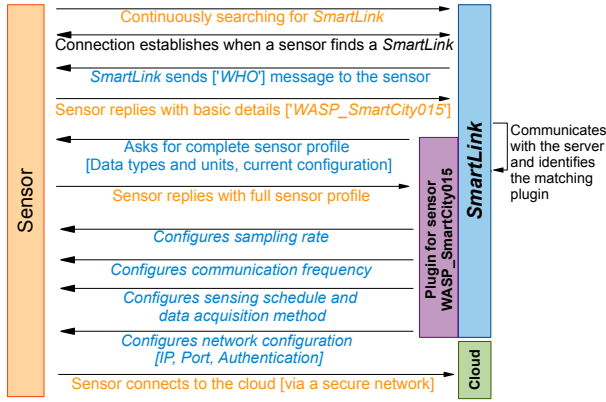 Continuously searching for SmartLink
Connection establishes when a sensor finds a SmartLink
SmartLink sends ['WHO'] message to the sensor
Sensor replies with basic details ['WASP_SmartCity015']
Asks for complete sensor profile
[Data types and units, current configuration]
Sensor replies with full sensor profile
Configures sampling rate
Configures communication frequency
Configures sensing schedule and
data acquisition method
Configures network configuration
[IP, Port, Authentication]
Sensor connects to the cloud [via a secure network]
Sensor
Plugin for sensor
WASP_SmartCity015
SmartLink
Cloud
Communicates
with the server
and identifies
the matching
plugin